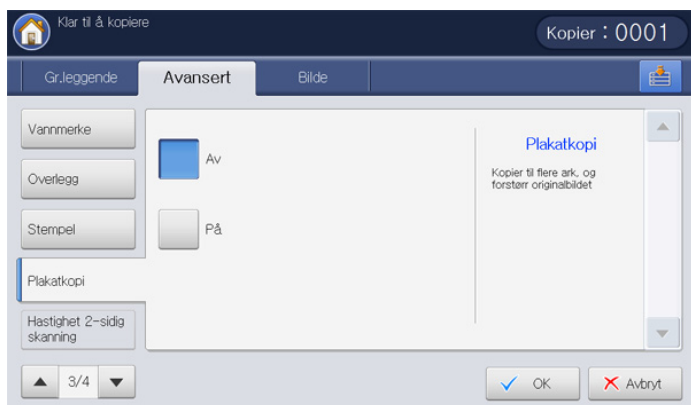 Klar til å kopiere
Kopier : 0001
Gr.leggende
Avansert
Bilde
Vannmerke
Overlegg
Stempel
Plakatkopi
Hastighet 2-sidig
skanning
3/4
Av
På
Plakatkopi
Kopier til flere ark, og
forstørr originalbildet
OK
Avbryt